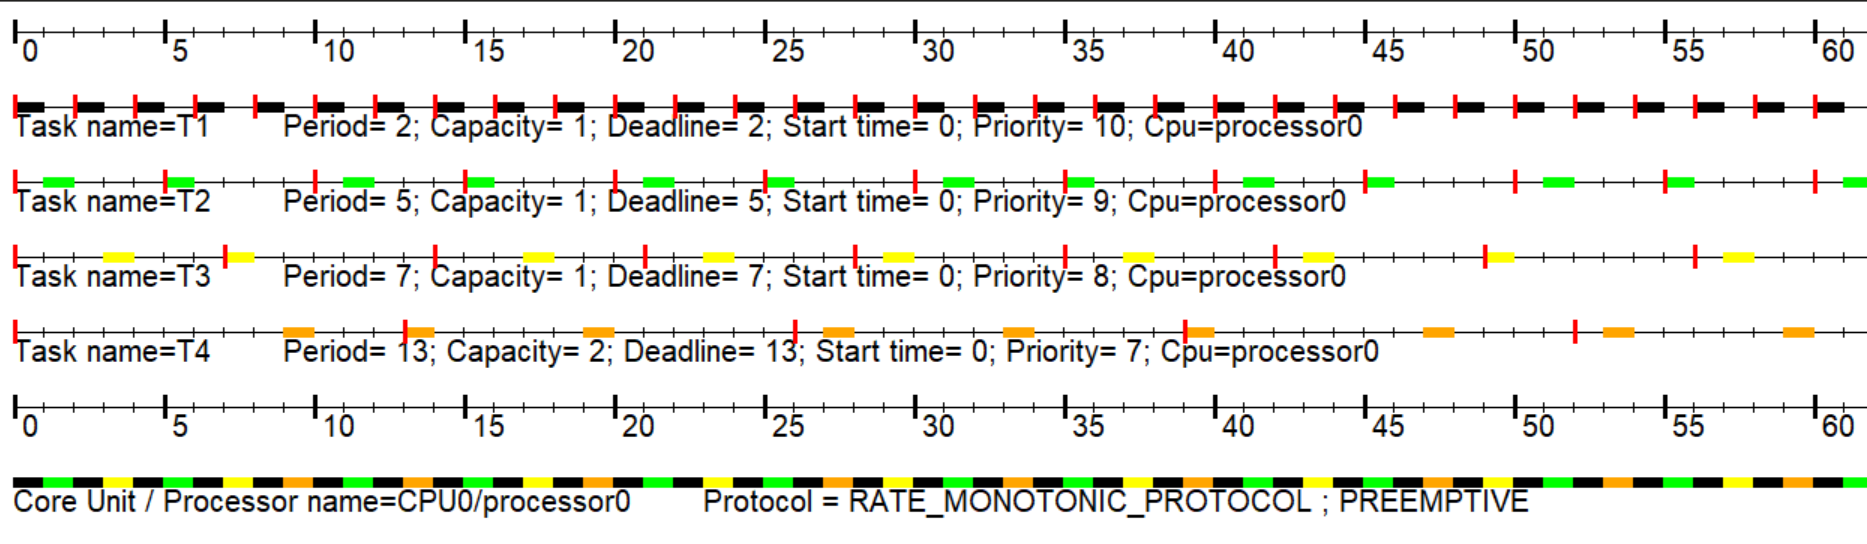 0 5 10 15 20 25 30 35 40 45 50 55 60
Task name=T1 Period= 2; Capacity= 1; Deadline= 2; Start time= 0; Priority= 10; Cpu=processor0
Task name=T2 Period= 5; Capacity= 1; Deadline= 5; Start time= 0; Priority= 9; Cpu=processor0
Task name=T3 Period= 7; Capacity= 1; Deadline= 7; Start time= 0; Priority= 8; Cpu=processor0
Task name=T4 Period= 13; Capacity= 2; Deadline= 13; Start time= 0; Priority= 7; Cpu=processor0
0 5 10 15 20 25 30 35 40 45 50 55 60
Core Unit / Processor name=CPU0/processor0 Protocol = RATE_MONOTONIC_PROTOCOL ; PREEMPTIVE